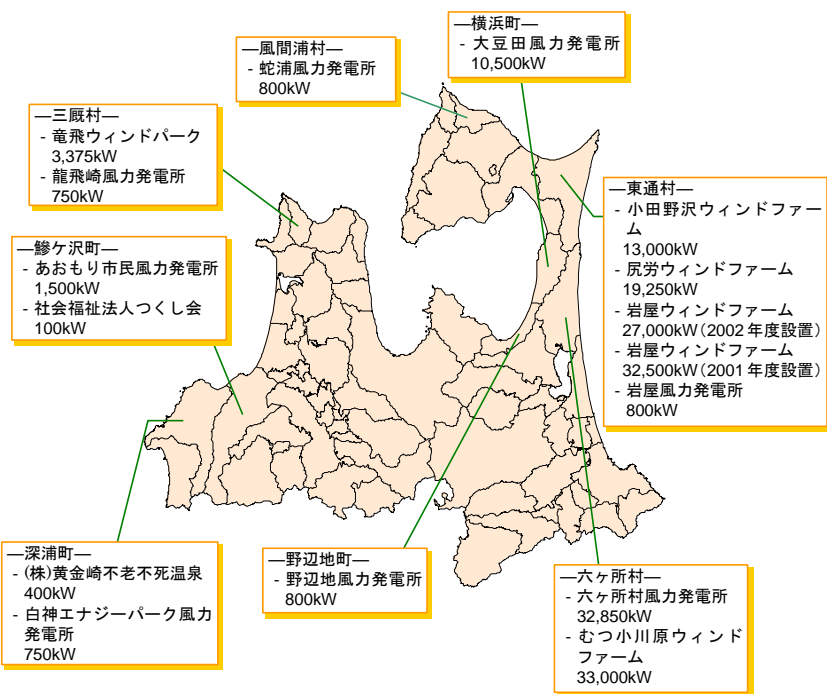 ―横浜町―
- 大豆田風力発電所
10,500kW
―風間浦村―
- 蛇浦風力発電所
800kW
―三厩村―
- 竜飛ウィンドパーク
3,375kW
- 龍飛崎風力発電所
750kW
―東通村―
- 小田野沢ウィンドファー
ム
13,000kW
- 尻労ウィンドファーム
19,250kW
- 岩屋ウィンドファーム
27,000kW(2002年度設置)
- 岩屋ウィンドファーム
32,500kW(2001年度設置)
- 岩屋風力発電所
800kW
―鰺ケ沢町―
- あおもり市民風力発電所
1,500kW
- 社会福祉法人つくし会
100kW
―深浦町―
- (株)黄金崎不老不死温泉
400kW
- 白神エナジーパーク風力
発電所
750kW
―野辺地町―
- 野辺地風力発電所
800kW
―六ヶ所村―
- 六ヶ所村風力発電所
32,850kW
- むつ小川原ウィンド
ファーム
33,000kW